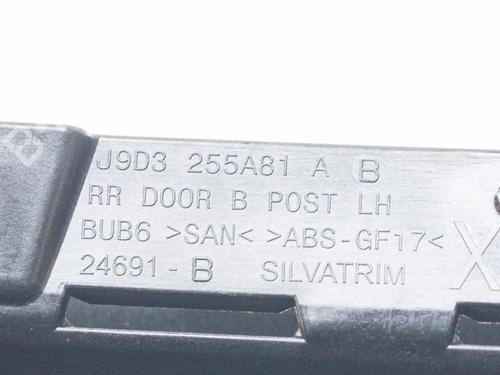 J9D3 255A81 A B
RR DOOR B POST LH
BUB6 >SAN< >ABS-GF17<
24691-B SILVATRIM
X
B